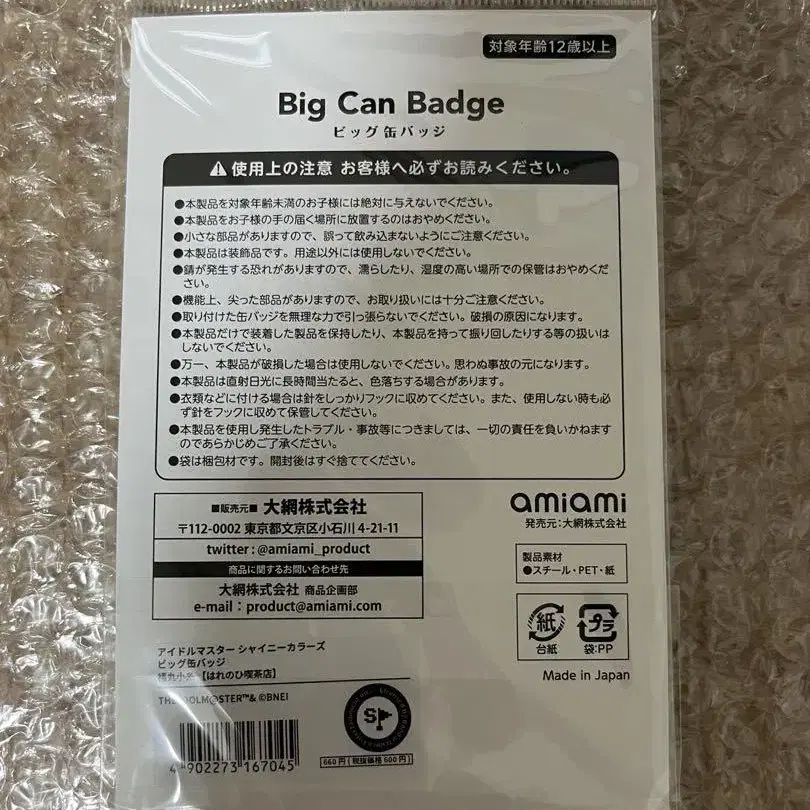 対象年齢12歳以上
Big Can Badge
ビッグ缶バッジ
使用上の注意 お客様へ必ずお読みください。
●本製品を対象年齢未満のお子様には絶対に与えないでください。
●本製品をお子様の手の届く場所に放置するのはおやめください。
●小さな部品がありますので、誤って飲み込まないようにご注意ください。
●本製品は装飾品です。用途以外には使用しないでください。
●錆が発生する恐れがありますので、濡らしたり、湿度の高い場所での保管はおやめくだ
さい。
●機能上、尖った部品がありますので、お取り扱いには十分ご注意ください。
●取り付けた缶バッジを無理な力で引っ張らないでください。破損の原因になります。
●本製品だけで装着した製品を保持したり、本製品を持って振り回したりする等の扱いは
しないでください。
●万一、本製品が破損した場合は使用しないでください。思わぬ事故の元になります。
●本製品は直射日光に長時間当たると、色落ちする場合があります。
●衣類などに付ける場合は針をしっかりフックに収めてください。また、使用しない時も必
ず針をフックに収めて保管してください。
●本製品を使用し発生したトラブル・事故等につきましては、一切の責任を負いかねます
のであらかじめご了承ください。
●袋は梱包材です。開封後はすぐ捨ててください。
■販売元■ 大網株式会社
〒112-0002 東京都文京区小石川 4-21-11
twitter : @amiami_product
商品に関するお問い合わせ先
大網株式会社 商品企画部
e-mail : product@amiami.com
amiami
発売元:大網株式会社
製品素材
●スチール・PET・紙
紙
台紙
プラ
袋:PP
Made in Japan
アイドルマスター シャイニーカラーズ
ビッグ缶バッジ
福丸小糸【はれのひ喫茶店】
THE IDOLM@STER™& ©BNEI
4 902273 167045
S
660円(税抜価格600円)